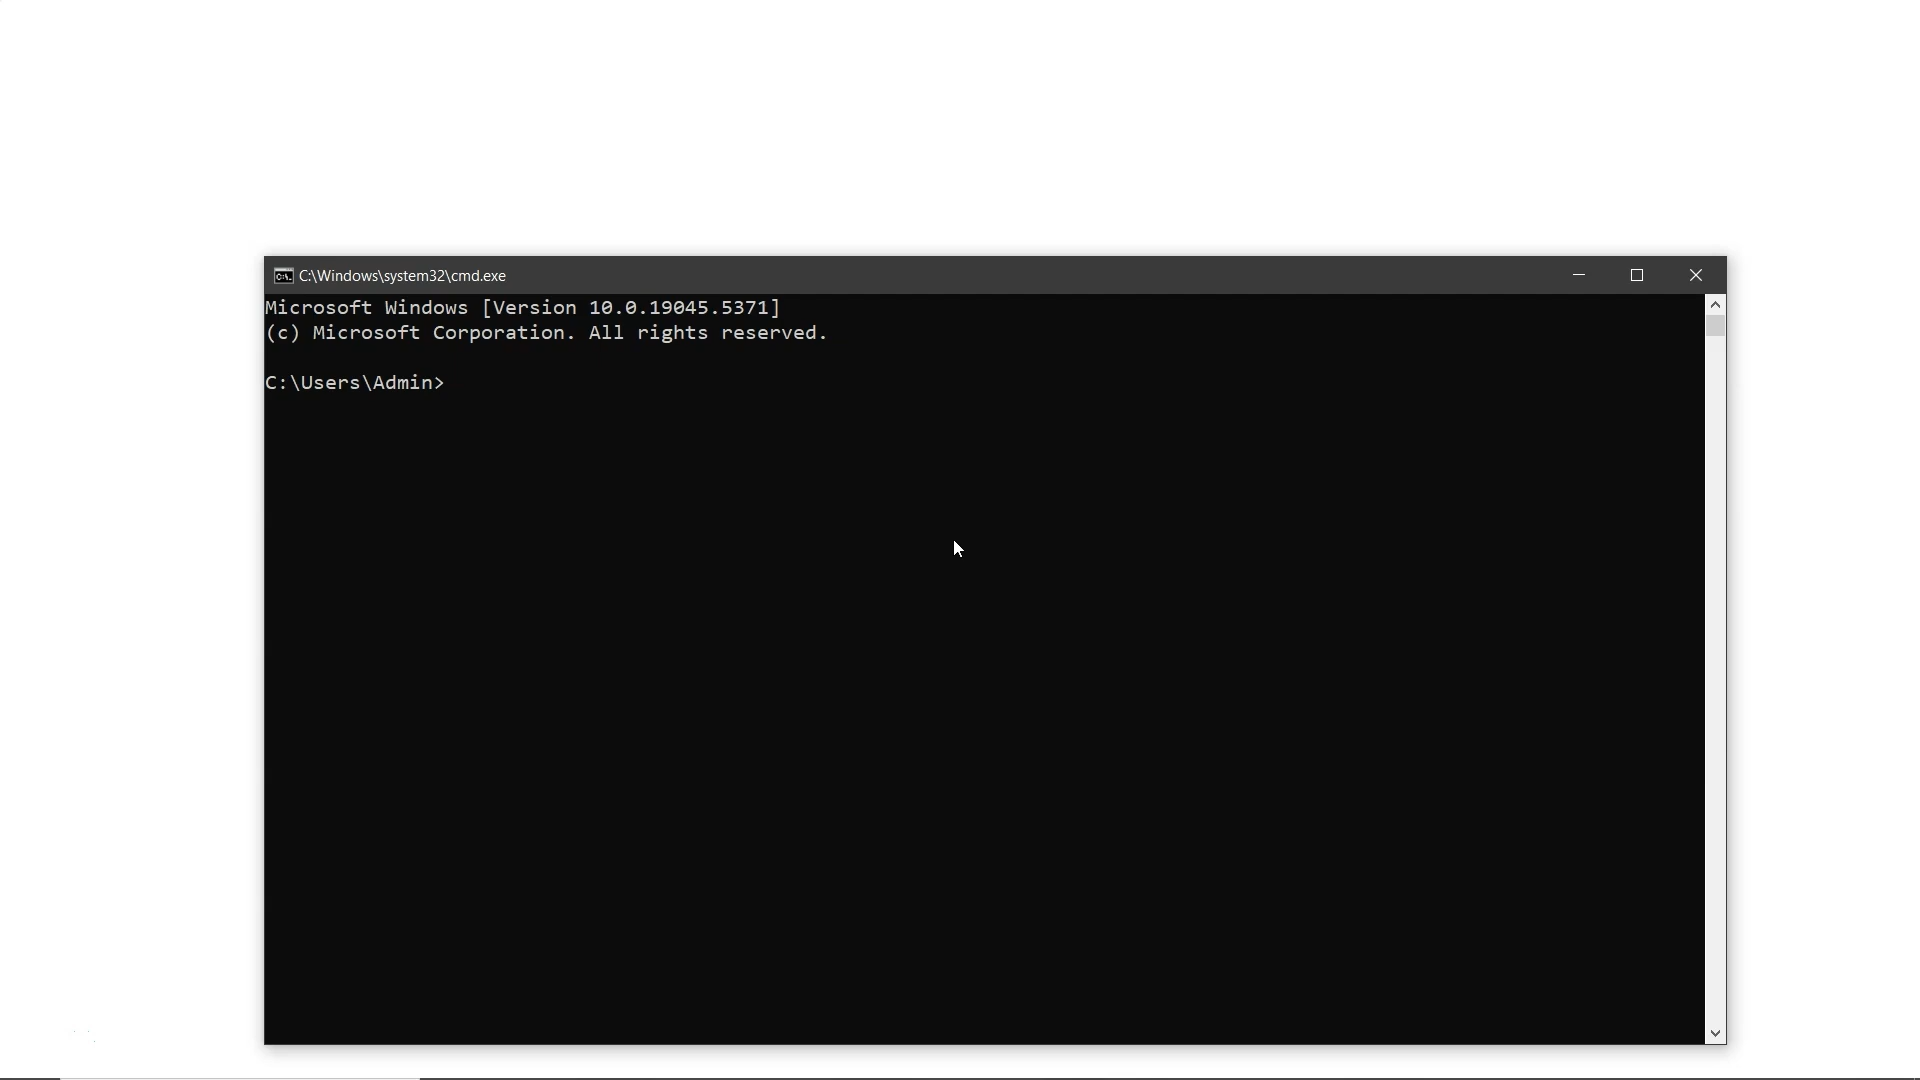 C:\Windows\system32\cmd.exe
Microsoft Windows [Version 10.0.19045.5371]
(c) Microsoft Corporation. All rights reserved.
C:\Users\Admin>